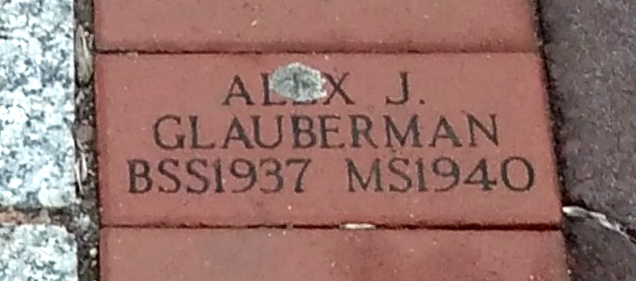 ALEX J.
GLAUBERMAN
BSS1937 MS1940